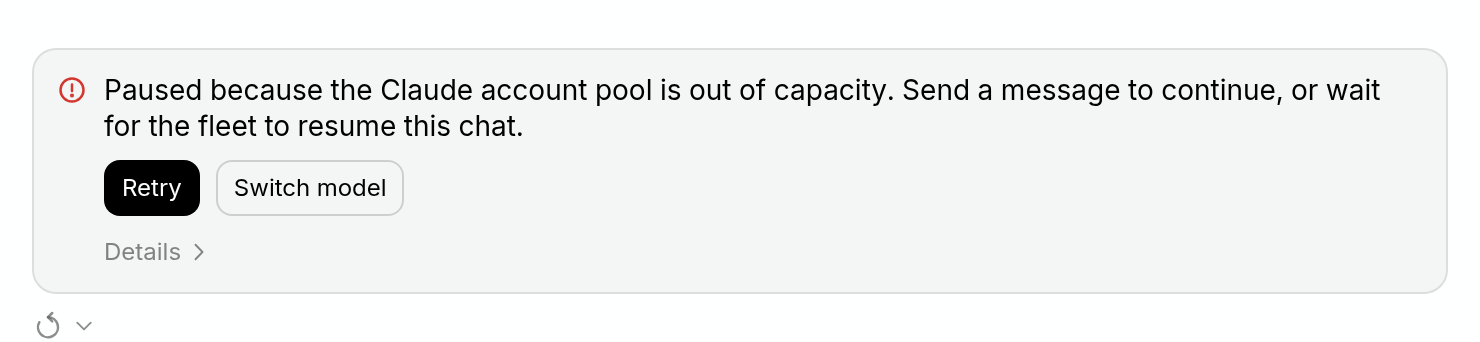 Paused because the Claude account pool is out of capacity. Send a message to continue, or wait
for the fleet to resume this chat.
Retry
Switch model
Details